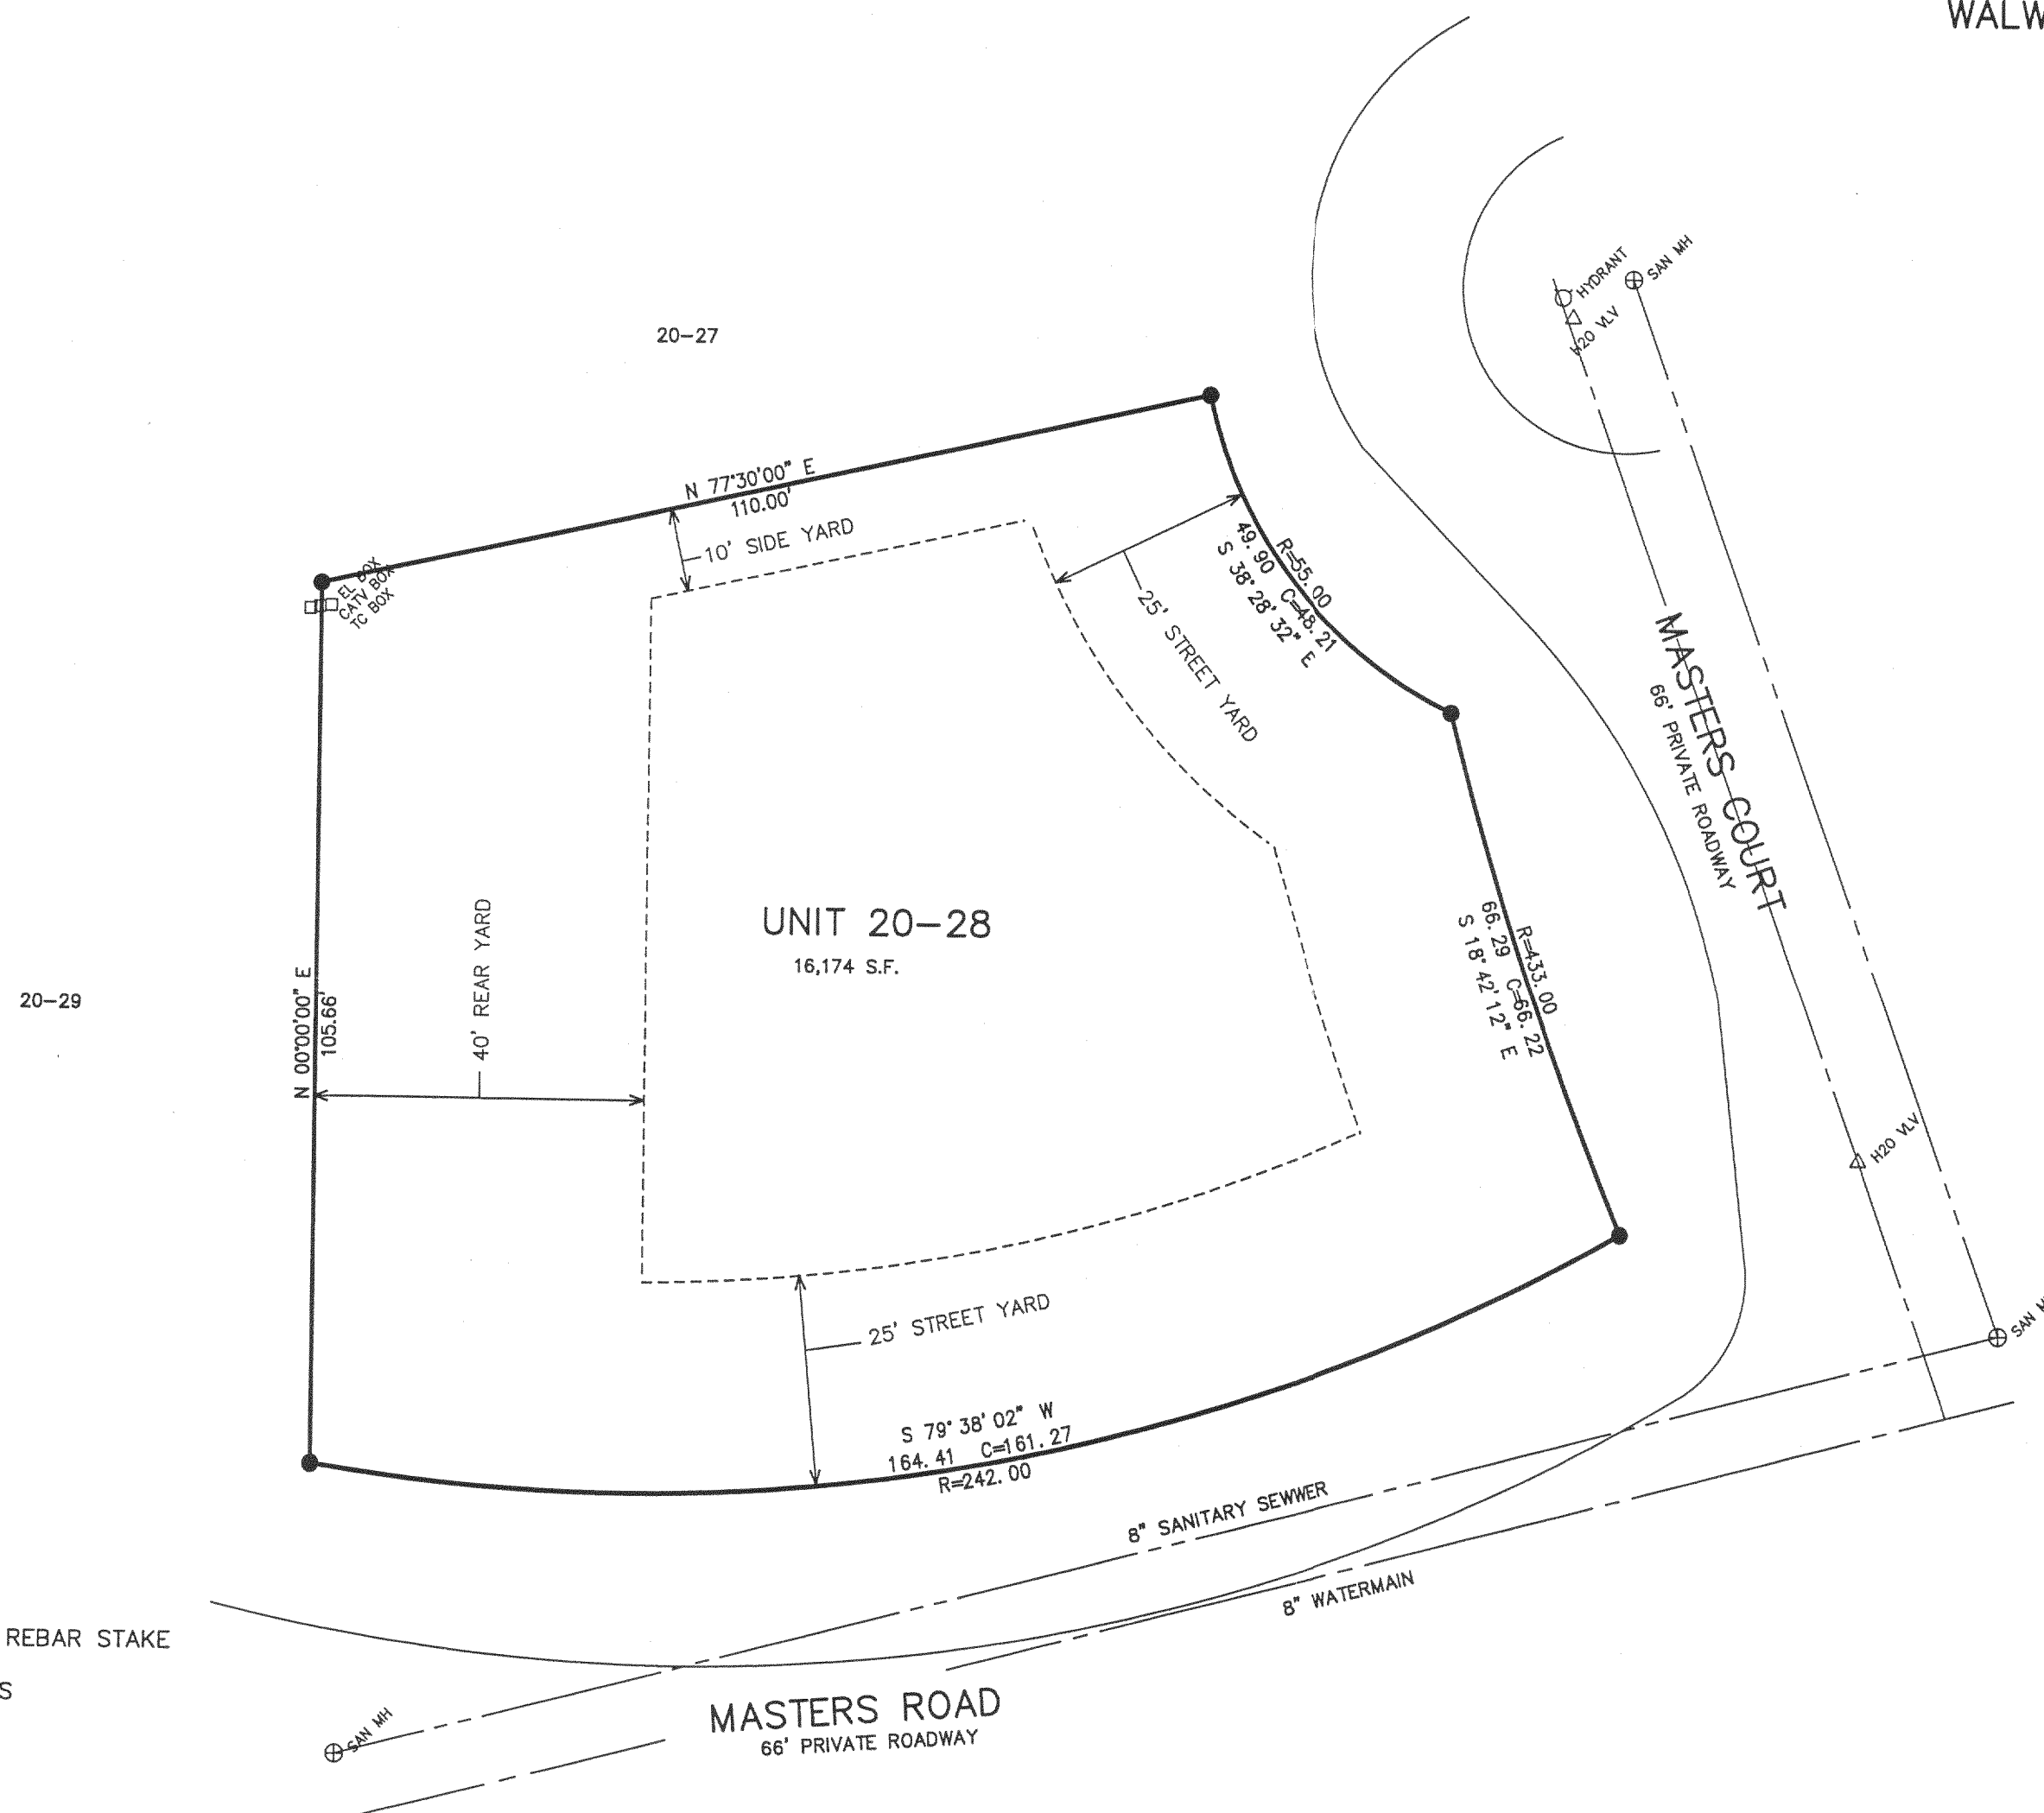 WALW
HYDRANT
SAN MH
H20 VLV
20-27
N 77°30'00" E
110.00'
10' SIDE YARD
EL BOX
CATV BOX
TC BOX
R=55.00
49.90 C=48.21
S 38°28'32" E
25' STREET YARD
MASTERS COURT
66' PRIVATE ROADWAY
UNIT 20-28
16,174 S.F.
40' REAR YARD
N 00°00'00" E
105.66'
20-29
R=433.00
66.29 C=66.22
S 18°42'12" E
H20 VLV
SAN M
25' STREET YARD
S 79°38'02" W
164.41 C=161.27
R=242.00
8" SANITARY SEWWER
8" WATERMAIN
REBAR STAKE
S
SAN MH
MASTERS ROAD
66' PRIVATE ROADWAY